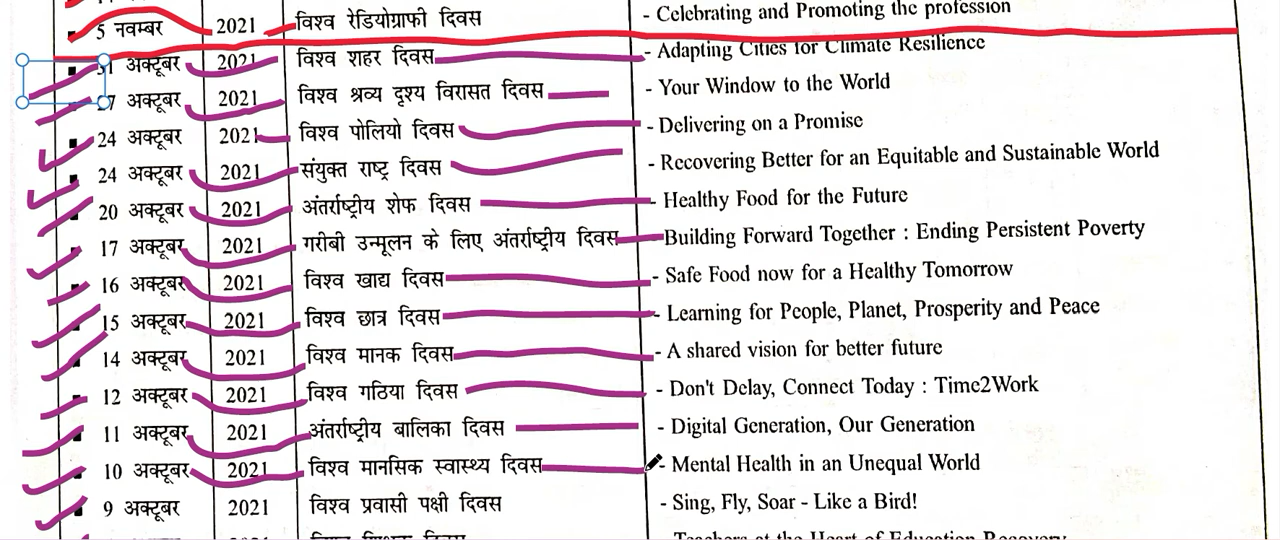 5 नवम्बर 2021 विश्व रेडियोग्राफी दिवस - Celebrating and Promoting the profession
31 अक्टूबर 2021 विश्व शहर दिवस - Adapting Cities for Climate Resilience
27 अक्टूबर 2021 विश्व श्रव्य दृश्य विरासत दिवस - Your Window to the World
24 अक्टूबर 2021 विश्व पोलियो दिवस - Delivering on a Promise
24 अक्टूबर 2021 संयुक्त राष्ट्र दिवस - Recovering Better for an Equitable and Sustainable World
20 अक्टूबर 2021 अंतर्राष्ट्रीय शेफ दिवस - Healthy Food for the Future
17 अक्टूबर 2021 गरीबी उन्मूलन के लिए अंतर्राष्ट्रीय दिवस - Building Forward Together : Ending Persistent Poverty
16 अक्टूबर 2021 विश्व खाद्य दिवस - Safe Food now for a Healthy Tomorrow
15 अक्टूबर 2021 विश्व छात्र दिवस - Learning for People, Planet, Prosperity and Peace
14 अक्टूबर 2021 विश्व मानक दिवस - A shared vision for better future
12 अक्टूबर 2021 विश्व गठिया दिवस - Don't Delay, Connect Today : Time2Work
11 अक्टूबर 2021 अंतर्राष्ट्रीय बालिका दिवस - Digital Generation, Our Generation
10 अक्टूबर 2021 विश्व मानसिक स्वास्थ्य दिवस - Mental Health in an Unequal World
9 अक्टूबर 2021 विश्व प्रवासी पक्षी दिवस - Sing, Fly, Soar - Like a Bird!